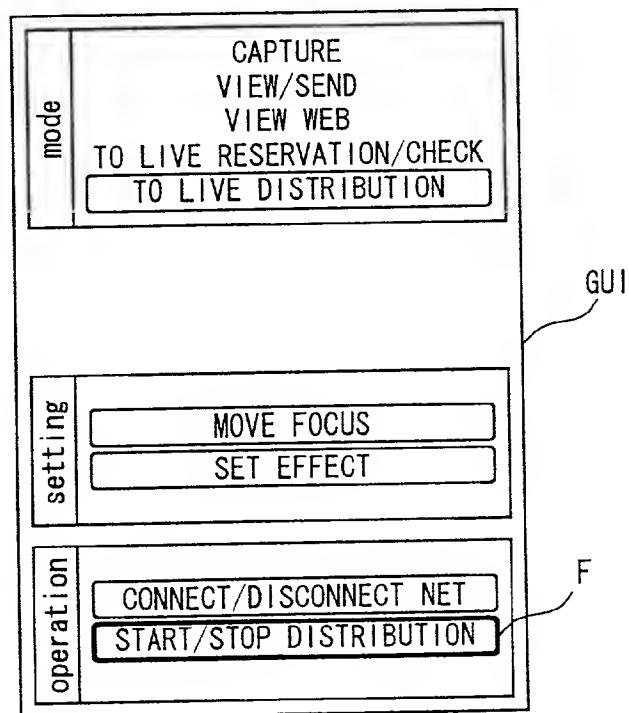 mode
CAPTURE
VIEW/SEND
VIEW WEB
TO LIVE RESERVATION/CHECK
TO LIVE DISTRIBUTION
GUI
setting
MOVE FOCUS
SET EFFECT
operation
CONNECT/DISCONNECT NET
START/STOP DISTRIBUTION
F